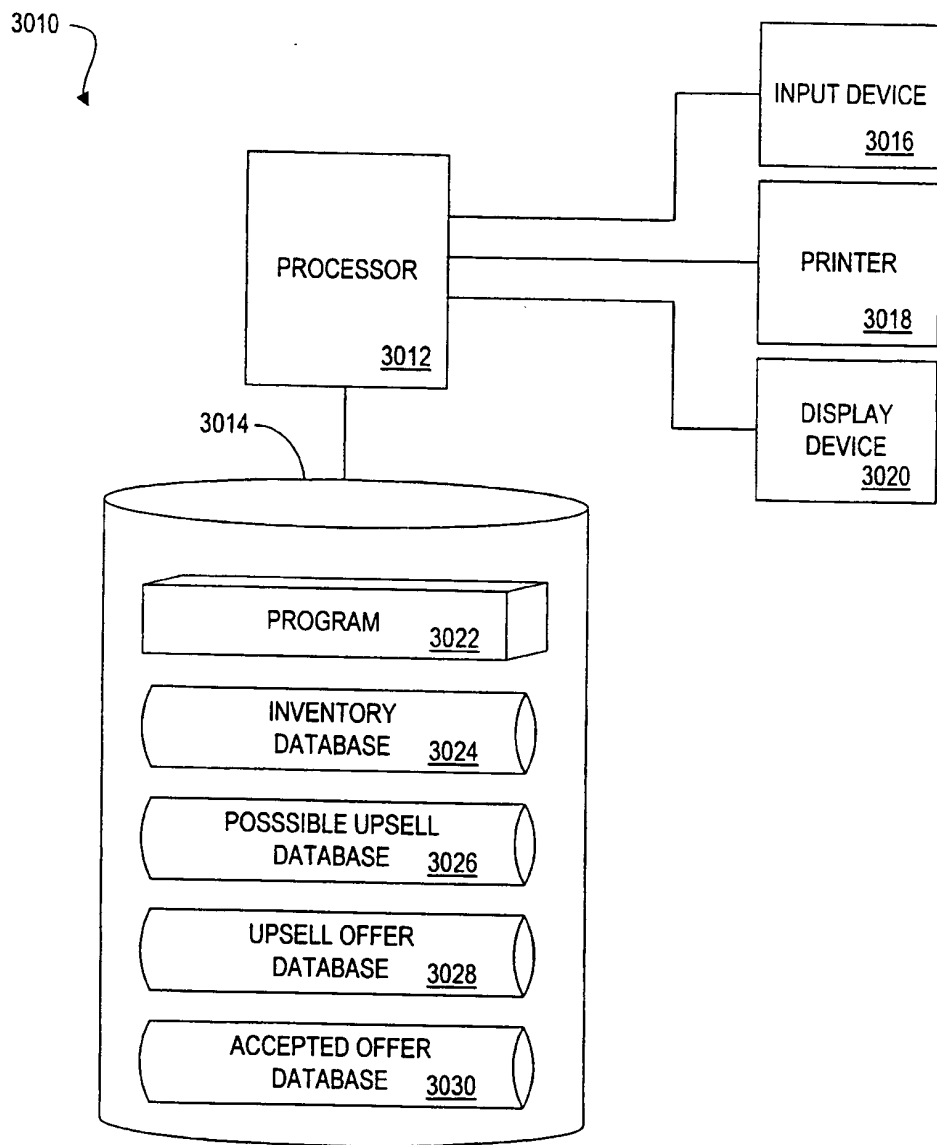 3010
INPUT DEVICE
3016
PROCESSOR
3012
PRINTER
3018
DISPLAY
DEVICE
3020
3014
PROGRAM
3022
INVENTORY
DATABASE
3024
POSSSIBLE UPSELL
DATABASE
3026
UPSELL OFFER
DATABASE
3028
ACCEPTED OFFER
DATABASE
3030